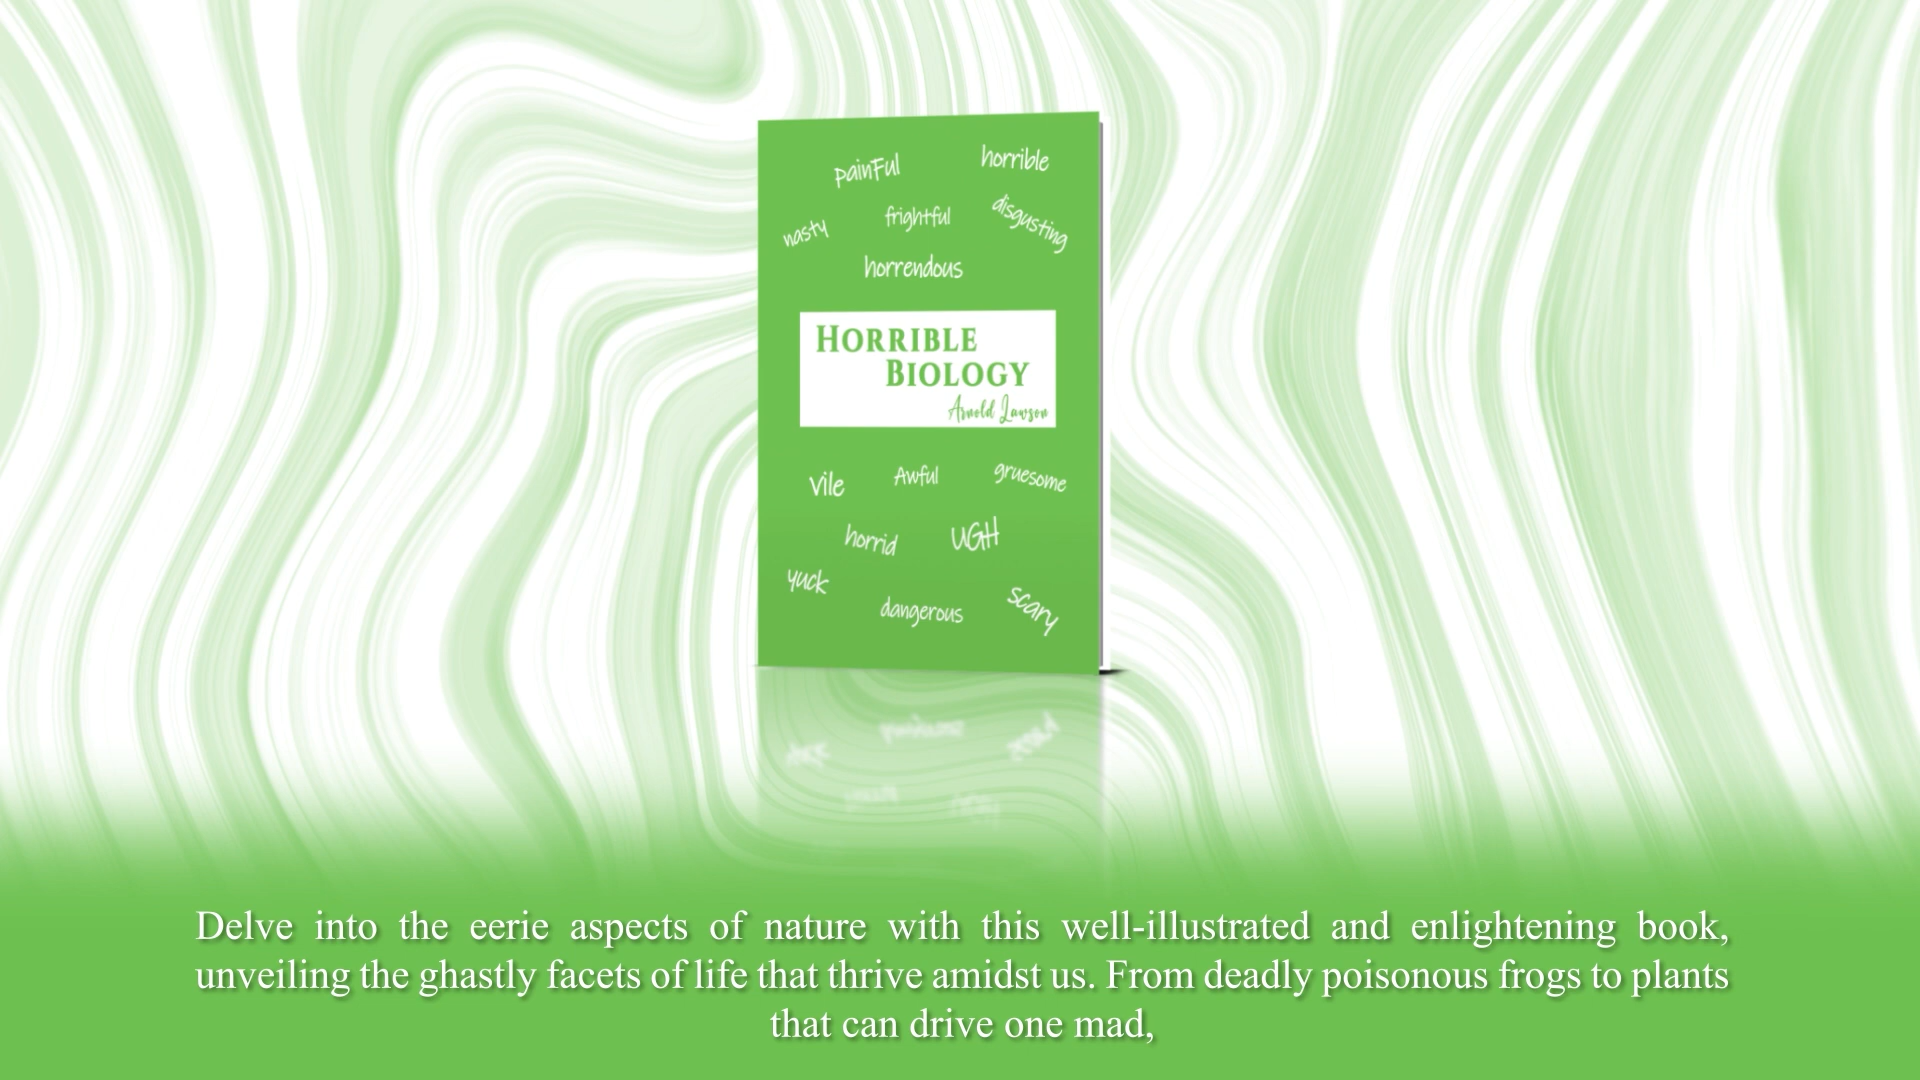 painFul
horrible
nasty
frightful
disgusting
horrendous
HORRIBLE
BIOLOGY
Arnold Lawson
vile
Awful
gruesome
horrid
UGH
yuck
dangerous
scary
Delve into the eerie aspects of nature with this well-illustrated and enlightening book,
unveiling the ghastly facets of life that thrive amidst us. From deadly poisonous frogs to plants
that can drive one mad,